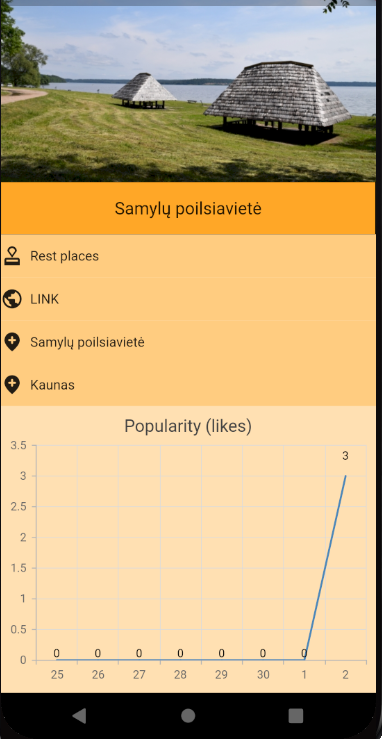 Samylų poilsiavietė
Rest places
LINK
Samylų poilsiavietė
Kaunas
Popularity (likes)
3.5
3
2.5
2
1.5
1
0.5
0
3
0 0 0 0 0 0 0
25 26 27 28 29 30 1 2